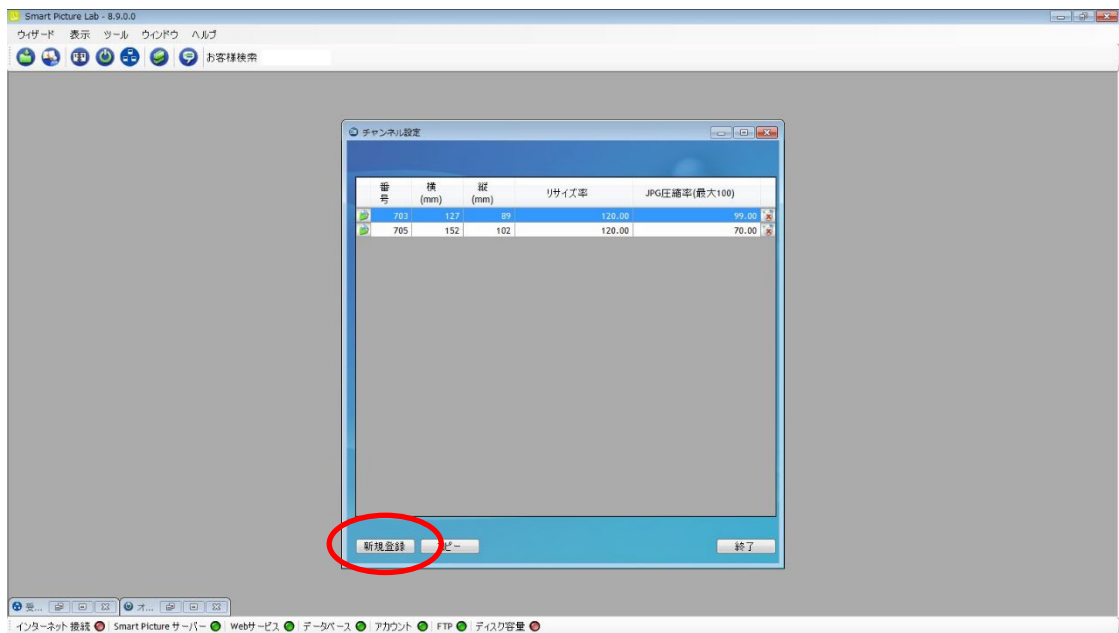 Smart Picture Lab - 8.9.0.0
ウィザード 表示 ツール ウィンドウ ヘルプ
お客様検索
チャンネル設定
番号 横(mm) 縦(mm) リサイズ率 JPG圧縮率(最大100)
703 127 89 120.00 99.00
705 152 102 120.00 70.00
新規登録 コピー 終了
受... オ...
インターネット接続 Smart Picture サーバー Webサービス データベース アカウント FTP ディスク容量